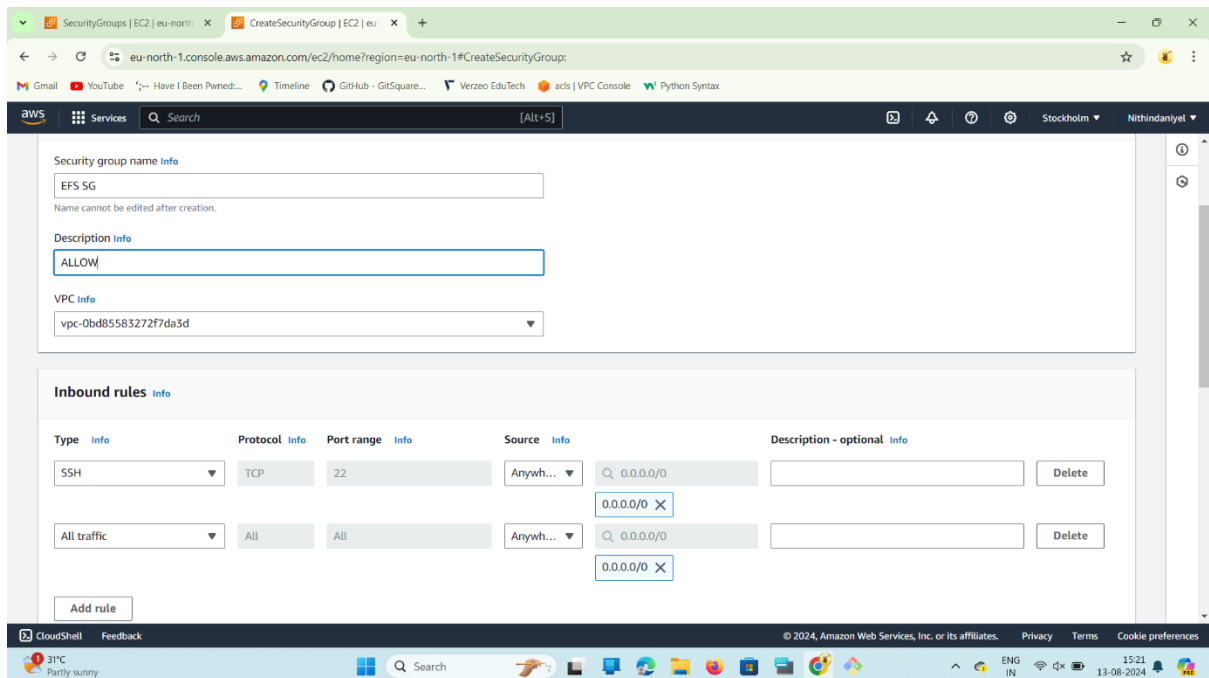 SecurityGroups | EC2 | eu-north
CreateSecurityGroup | EC2 | eu-
eu-north-1.console.aws.amazon.com/ec2/home?region=eu-north-1#CreateSecurityGroup:
Gmail YouTube ';-- Have I Been Pwned:... Timeline GitHub - GitSquare... Verzeo EduTech acls | VPC Console Python Syntax
aws Services Search [Alt+S] Stockholm Nithindaniyel
Security group name Info
EFS SG
Name cannot be edited after creation.
Description Info
ALLOW
VPC Info
vpc-0bd85583272f7da3d
Inbound rules Info
Type Info Protocol Info Port range Info Source Info Description - optional Info
SSH TCP 22 Anywh... 0.0.0.0/0 Delete
0.0.0.0/0
All traffic All All Anywh... 0.0.0.0/0 Delete
0.0.0.0/0
Add rule
CloudShell Feedback © 2024, Amazon Web Services, Inc. or its affiliates. Privacy Terms Cookie preferences
1 31°C Search ENG 15:21
Partly sunny IN 13-08-2024 PRE